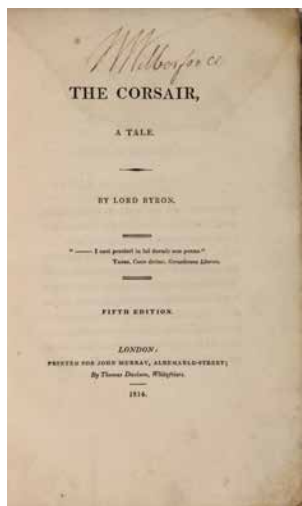 W Wilberforce
THE CORSAIR,
A TALE.
BY LORD BYRON.
"—— I suoi pensieri in lui dormir non ponno."
Tasso, Canto decimo, Gerusalemme Liberata.
FIFTH EDITION.
LONDON:
PRINTED FOR JOHN MURRAY, ALBEMARLE-STREET;
By Thomas Davison, Whitefriars.
1814.